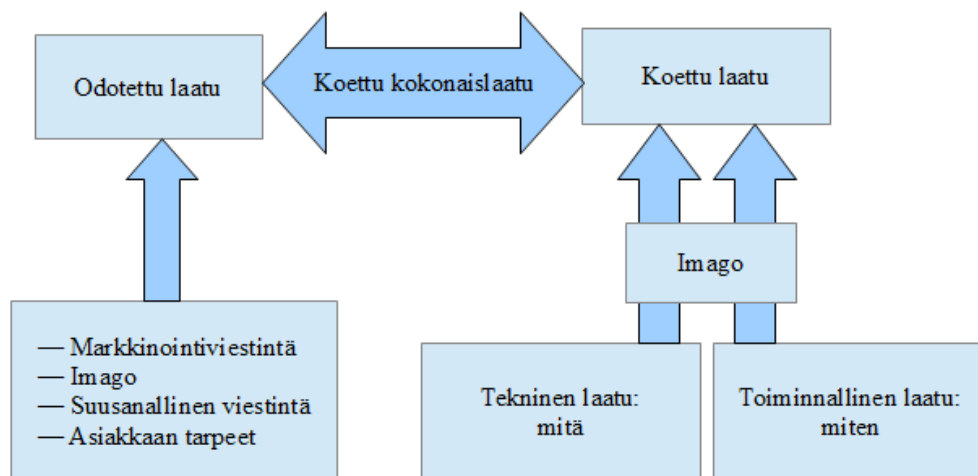 Odotettu laatu
Koettu kokonaislaatu
Koettu laatu
Imago
— Markkinointiviestintä
— Imago
— Suusanallinen viestintä
— Asiakkaan tarpeet
Tekninen laatu:
mitä
Toiminnallinen laatu:
miten